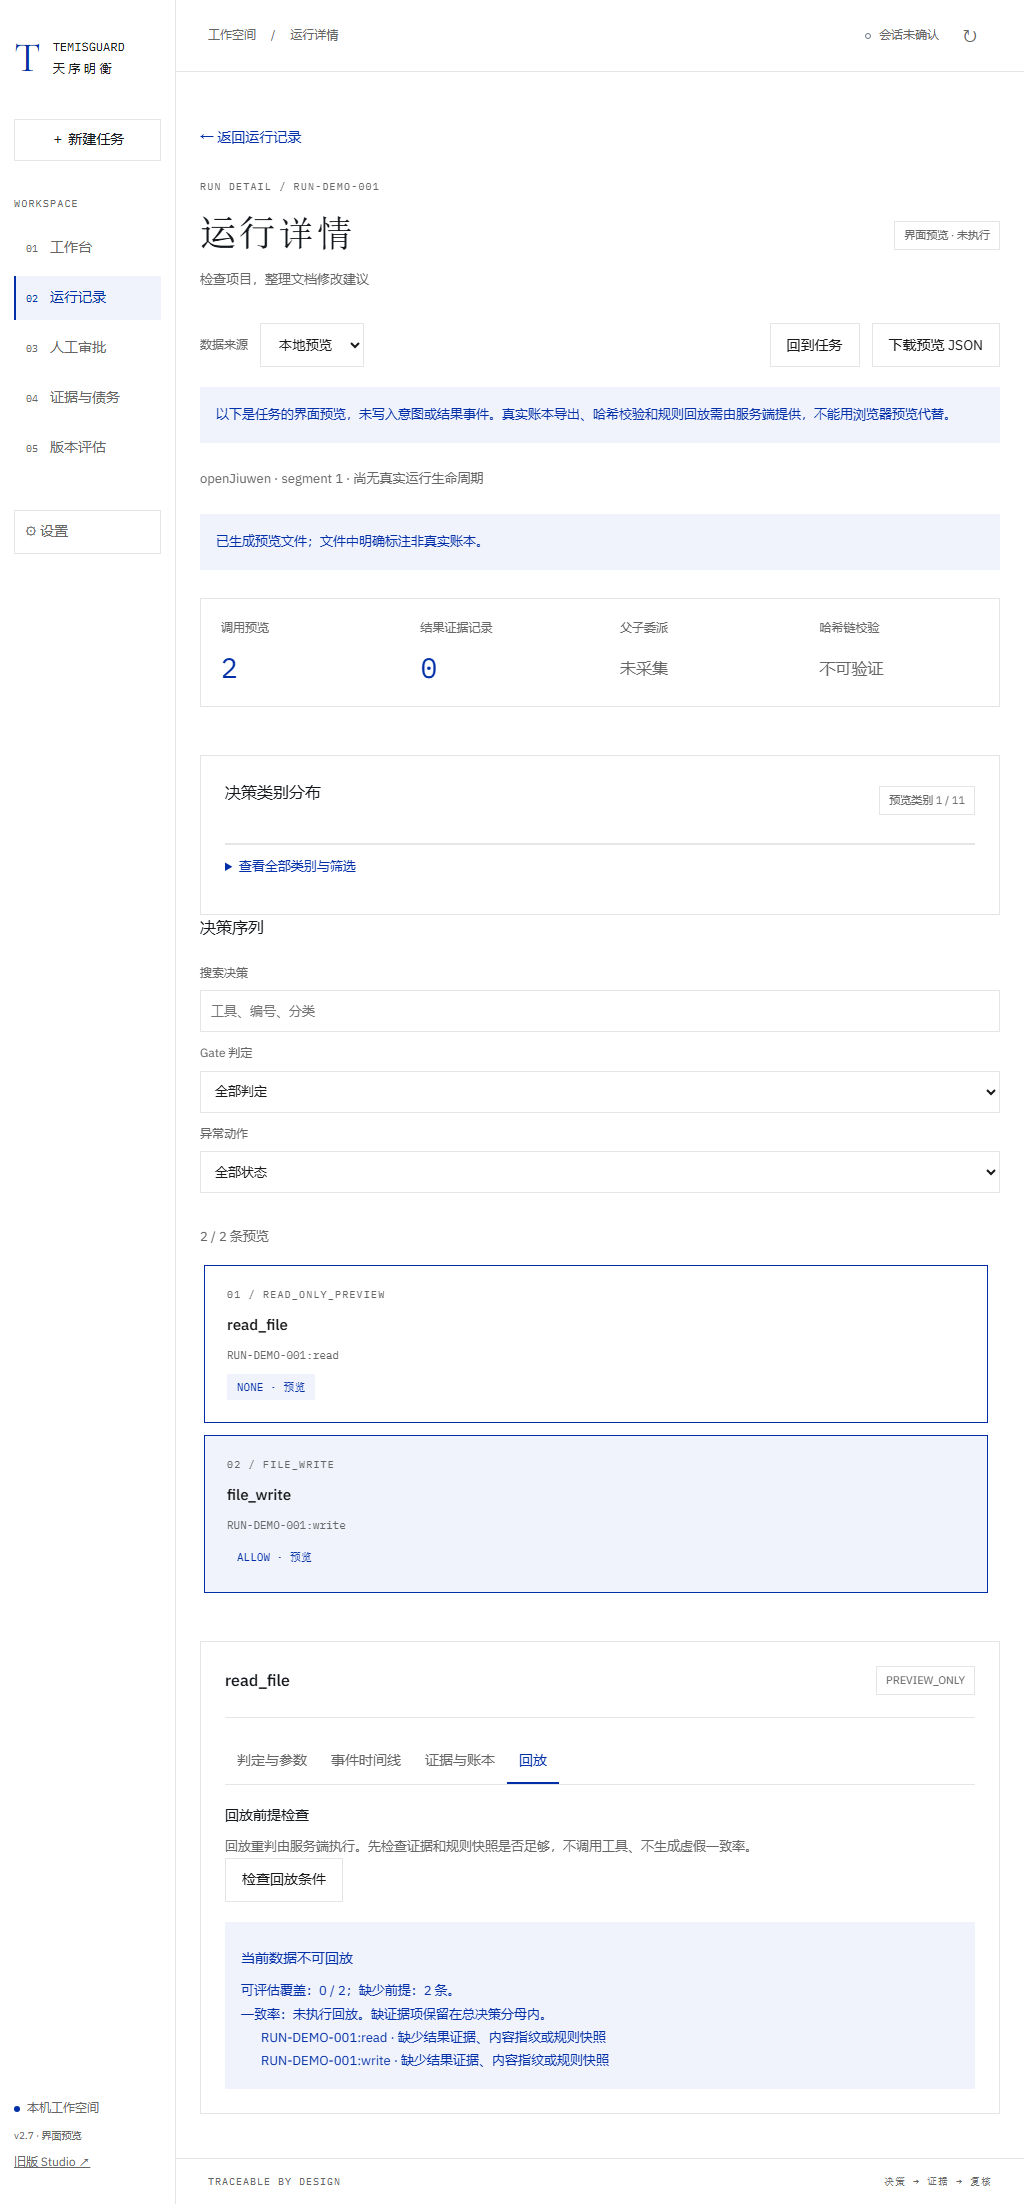 T TEMISGUARD
天序明衡
+ 新建任务
WORKSPACE
01 工作台
02 运行记录
03 人工审批
04 证据与债务
05 版本评估
⚙ 设置
本机工作空间
v2.7 · 界面预览
旧版 Studio ↗
工作空间 / 运行详情
会话未确认 ↻
← 返回运行记录
RUN DETAIL / RUN-DEMO-001
运行详情
界面预览 · 未执行
检查项目，整理文档修改建议
数据来源 本地预览
回到任务 下载预览 JSON
以下是任务的界面预览，未写入意图或结果事件。真实账本导出、哈希校验和规则回放需由服务端提供，不能用浏览器预览代替。
openJiuwen · segment 1 · 尚无真实运行生命周期
已生成预览文件；文件中明确标注非真实账本。
调用预览 结果证据记录 父子委派 哈希链校验
2 0 未采集 不可验证
决策类别分布
预览类别 1 / 11
▶ 查看全部类别与筛选
决策序列
搜索决策
工具、编号、分类
Gate 判定
全部判定
异常动作
全部状态
2 / 2 条预览
01 / READ_ONLY_PREVIEW
read_file
RUN-DEMO-001:read
NONE · 预览
02 / FILE_WRITE
file_write
RUN-DEMO-001:write
ALLOW · 预览
read_file
PREVIEW_ONLY
判定与参数 事件时间线 证据与账本 回放
回放前提检查
回放重判由服务端执行。先检查证据和规则快照是否足够，不调用工具、不生成虚假一致率。
检查回放条件
当前数据不可回放
可评估覆盖：0 / 2；缺少前提：2 条。
一致率：未执行回放。缺证据项保留在总决策分母内。
RUN-DEMO-001:read · 缺少结果证据、内容指纹或规则快照
RUN-DEMO-001:write · 缺少结果证据、内容指纹或规则快照
TRACEABLE BY DESIGN
决策 → 证据 → 复核